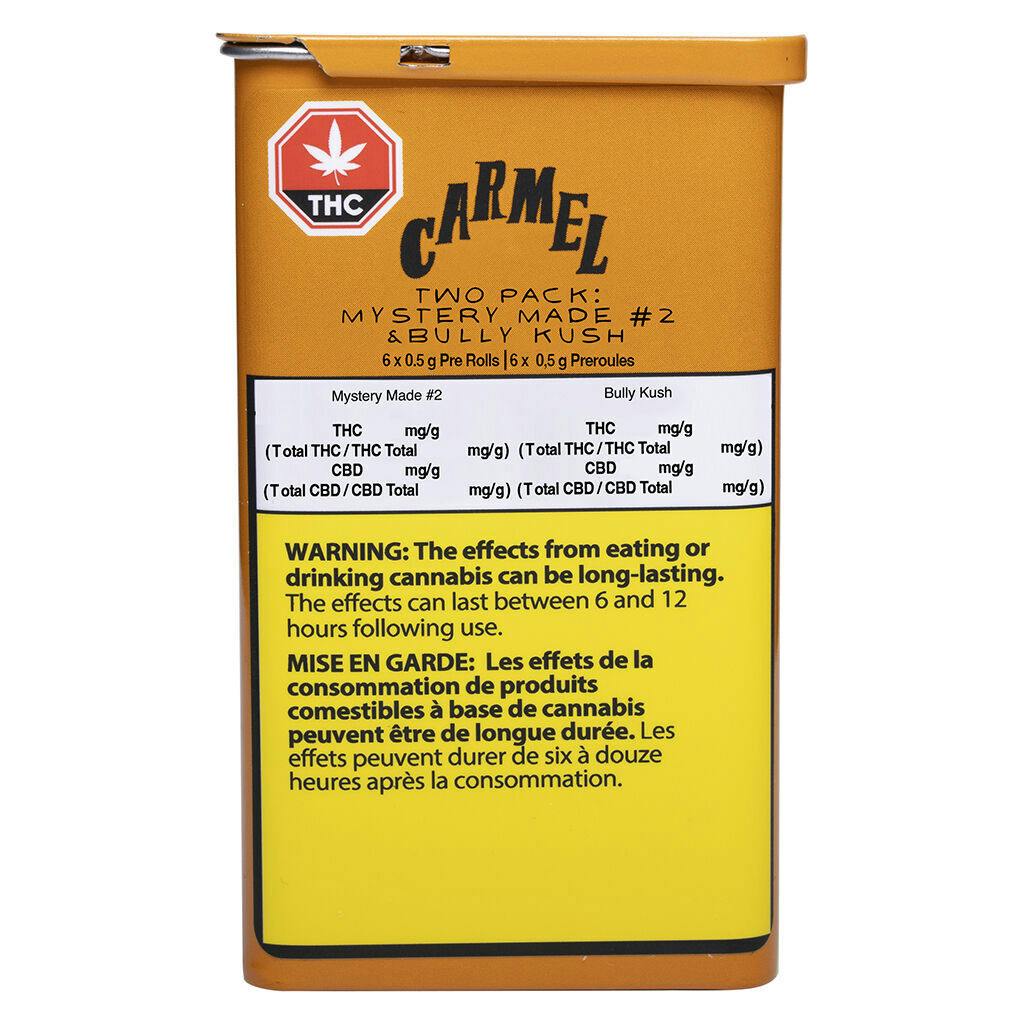 THC
CARMEL
TWO PACK:
MYSTERY MADE #2
& BULLY KUSH
6 x 0.5 g Pre Rolls | 6 x 0,5 g Preroules
Mystery Made #2 Bully Kush
THC mg/g THC mg/g
(Total THC / THC Total mg/g) (Total THC / THC Total mg/g)
CBD mg/g CBD mg/g
(Total CBD / CBD Total mg/g) (Total CBD / CBD Total mg/g)
WARNING: The effects from eating or
drinking cannabis can be long-lasting.
The effects can last between 6 and 12
hours following use.
MISE EN GARDE: Les effets de la
consommation de produits
comestibles à base de cannabis
peuvent être de longue durée. Les
effets peuvent durer de six à douze
heures après la consommation.